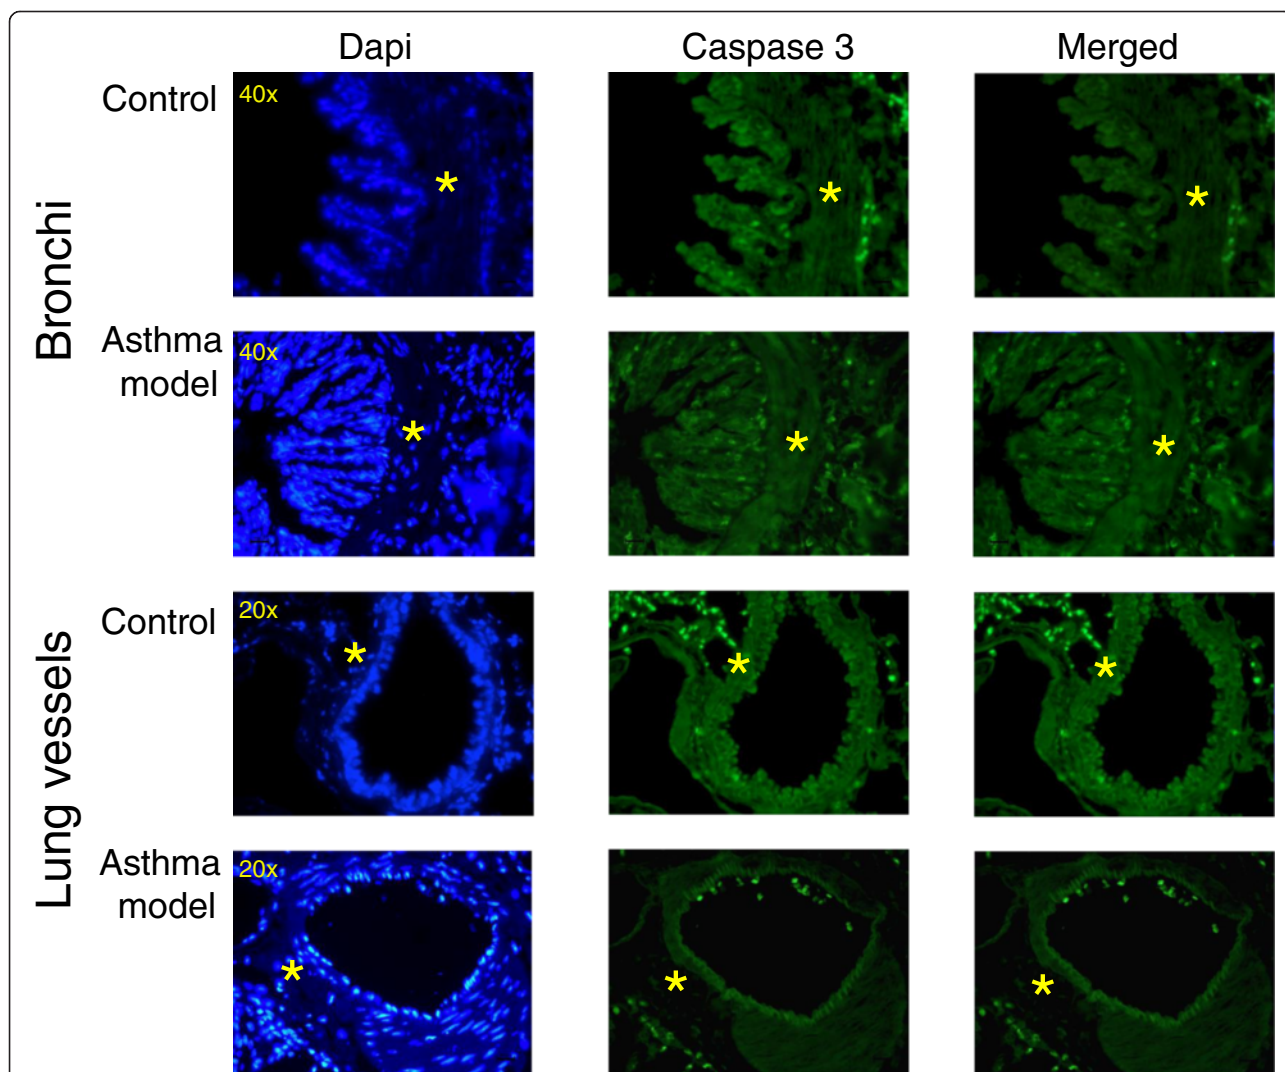 Dapi Caspase 3 Merged
Bronchi
Control
40x
*
*
*
Asthma
model
40x
*
*
*
Lung vessels
Control
20x
*
*
*
Asthma
model
20x
*
*
*